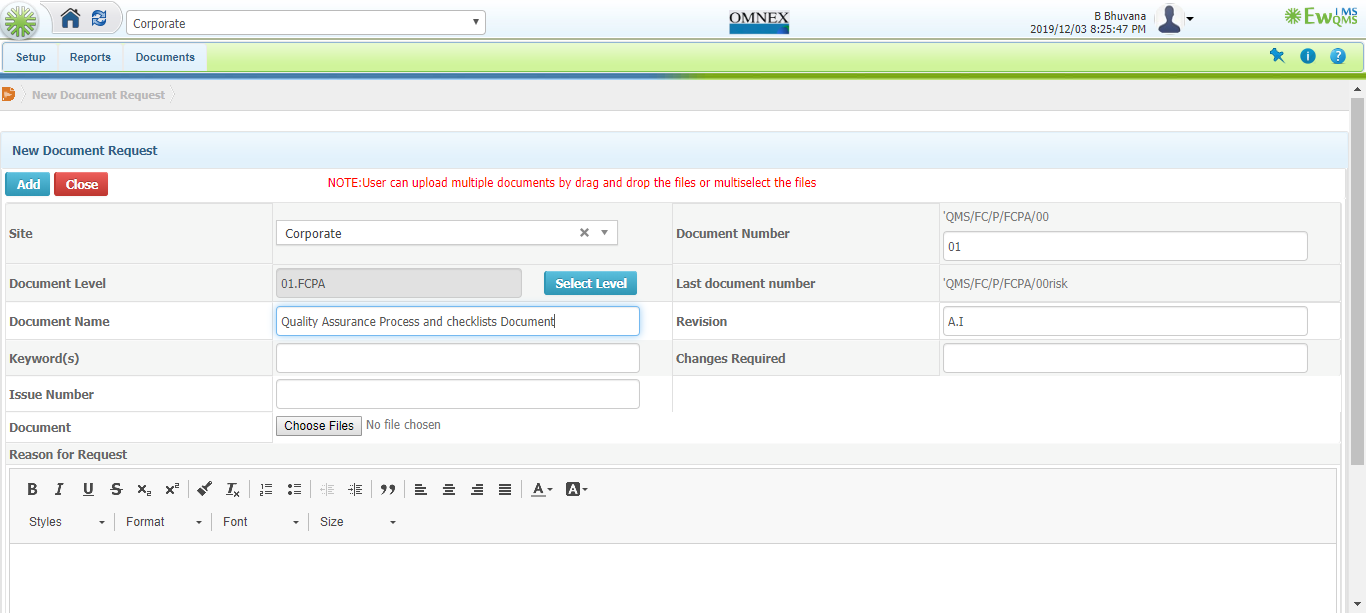 Corporate
OMNEX
B Bhuvana
2019/12/03 8:25:47 PM
EwQMS
iMS
Setup Reports Documents
New Document Request
New Document Request
Add Close NOTE:User can upload multiple documents by drag and drop the files or multiselect the files
Site Corporate Document Number 'QMS/FC/P/FCPA/00
01
Document Level 01.FCPA Select Level Last document number 'QMS/FC/P/FCPA/00risk
Document Name Quality Assurance Process and checklists Document Revision A.I
Keyword(s) Changes Required
Issue Number
Document Choose Files No file chosen
Reason for Request
B I U S x₂ x² Tx A A
Styles Format Font Size